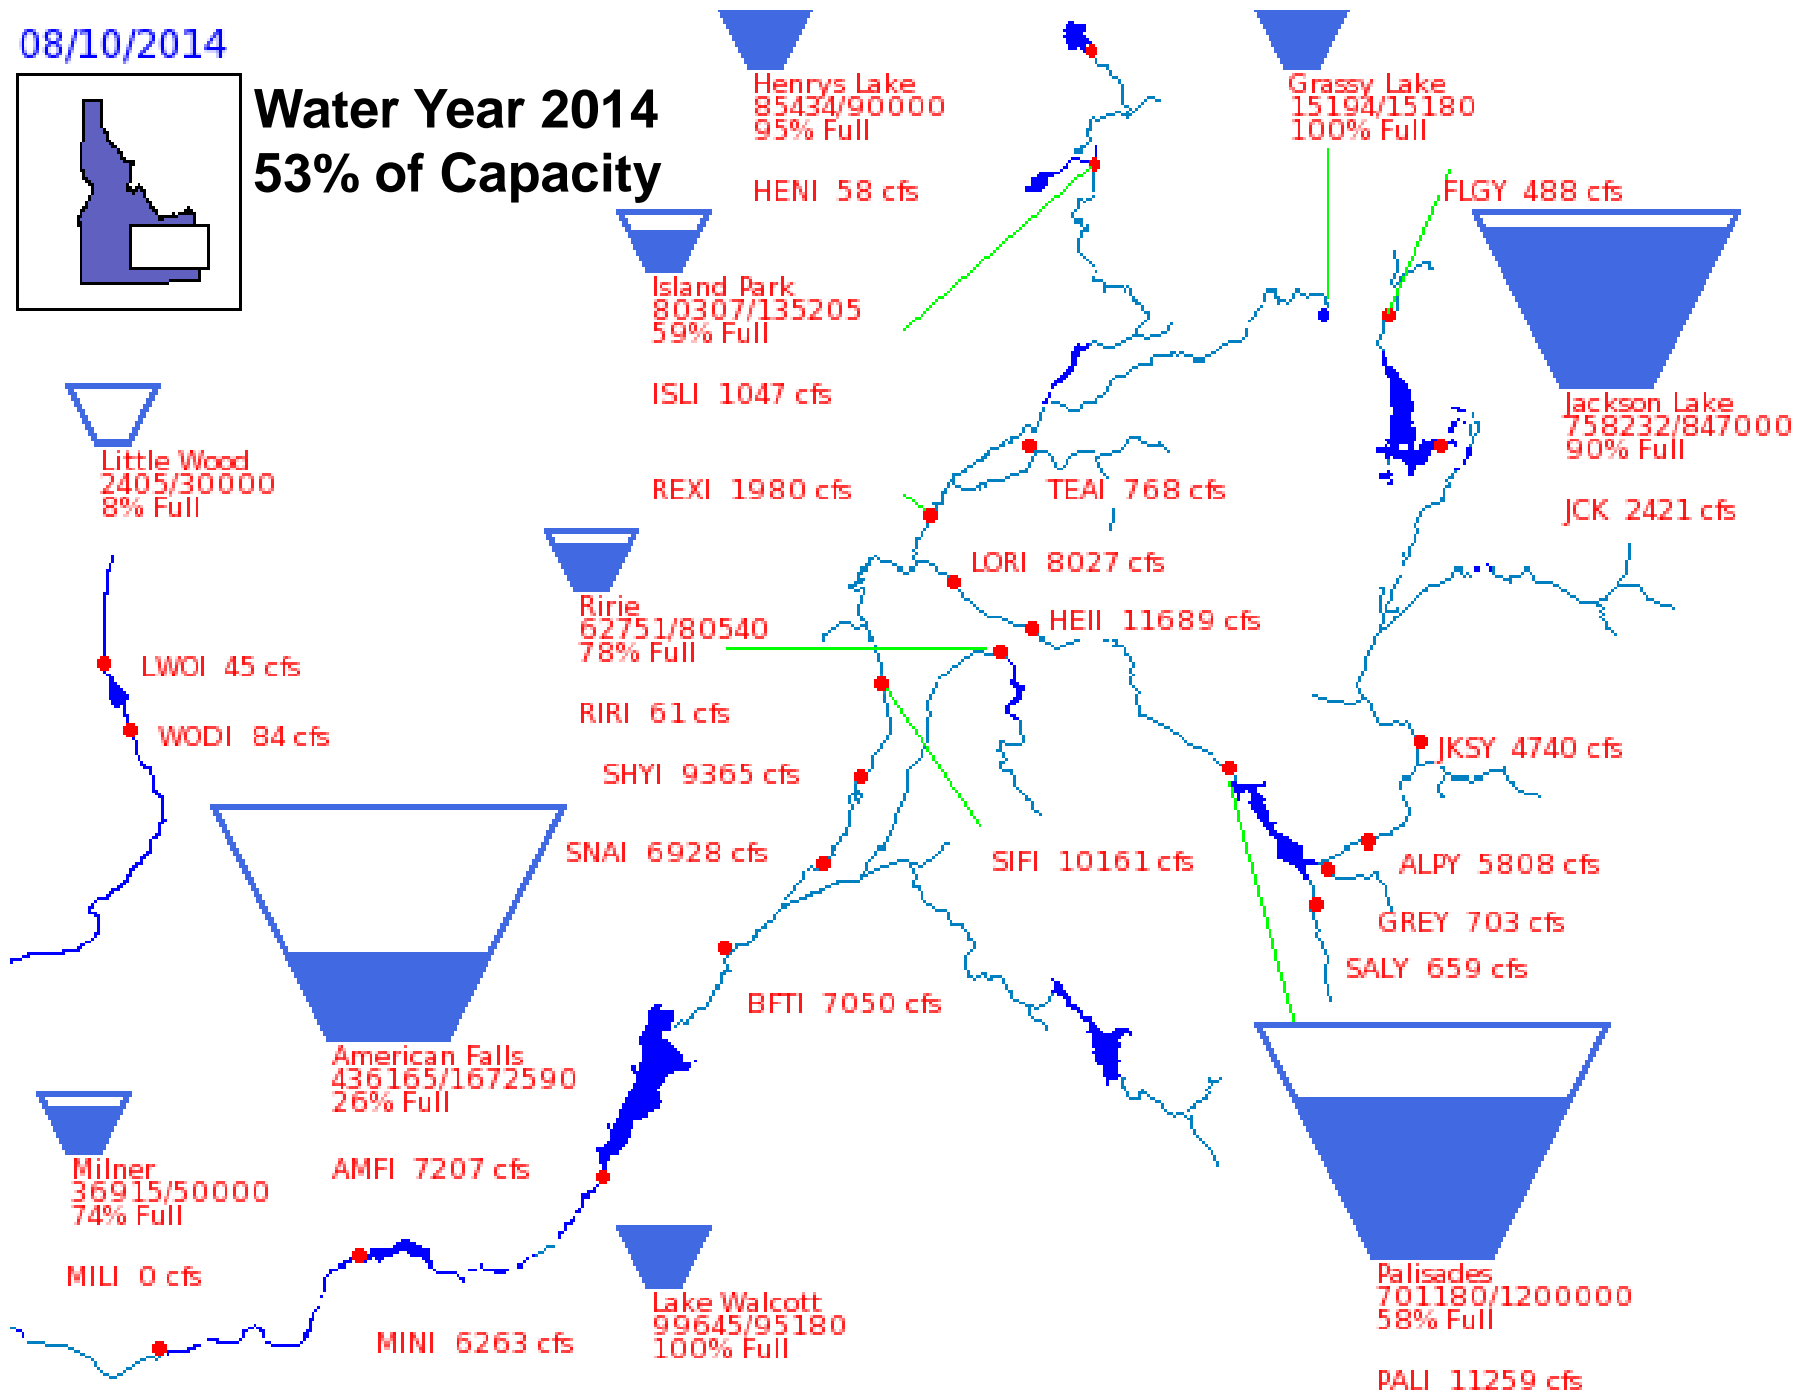 08/10/2014
Water Year 2014
53% of Capacity
Henrys Lake
85434/90000
95% Full
HENI 58 cfs
Grassy Lake
15194/15180
100% Full
FLGY 488 cfs
Island Park
80307/135205
59% Full
ISLI 1047 cfs
Jackson Lake
758232/847000
90% Full
JCK 2421 cfs
Little Wood
2405/30000
8% Full
REXI 1980 cfs
TEAI 768 cfs
LORI 8027 cfs
HEII 11689 cfs
Ririe
62751/80540
78% Full
RIRI 61 cfs
LWOI 45 cfs
WODI 84 cfs
SHYI 9365 cfs
JKSY 4740 cfs
SNAI 6928 cfs
SIFI 10161 cfs
ALPY 5808 cfs
GREY 703 cfs
SALY 659 cfs
BFTI 7050 cfs
American Falls
436165/1672590
26% Full
AMFI 7207 cfs
Milner
36915/50000
74% Full
MILI 0 cfs
Lake Walcott
99645/95180
100% Full
MINI 6263 cfs
Palisades
701180/1200000
58% Full
PALI 11259 cfs